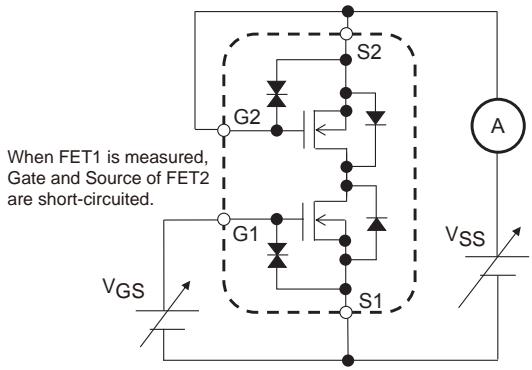 S2
G2
A
When FET1 is measured,
Gate and Source of FET2
are short-circuited.
G1
VSS
VGS
S1